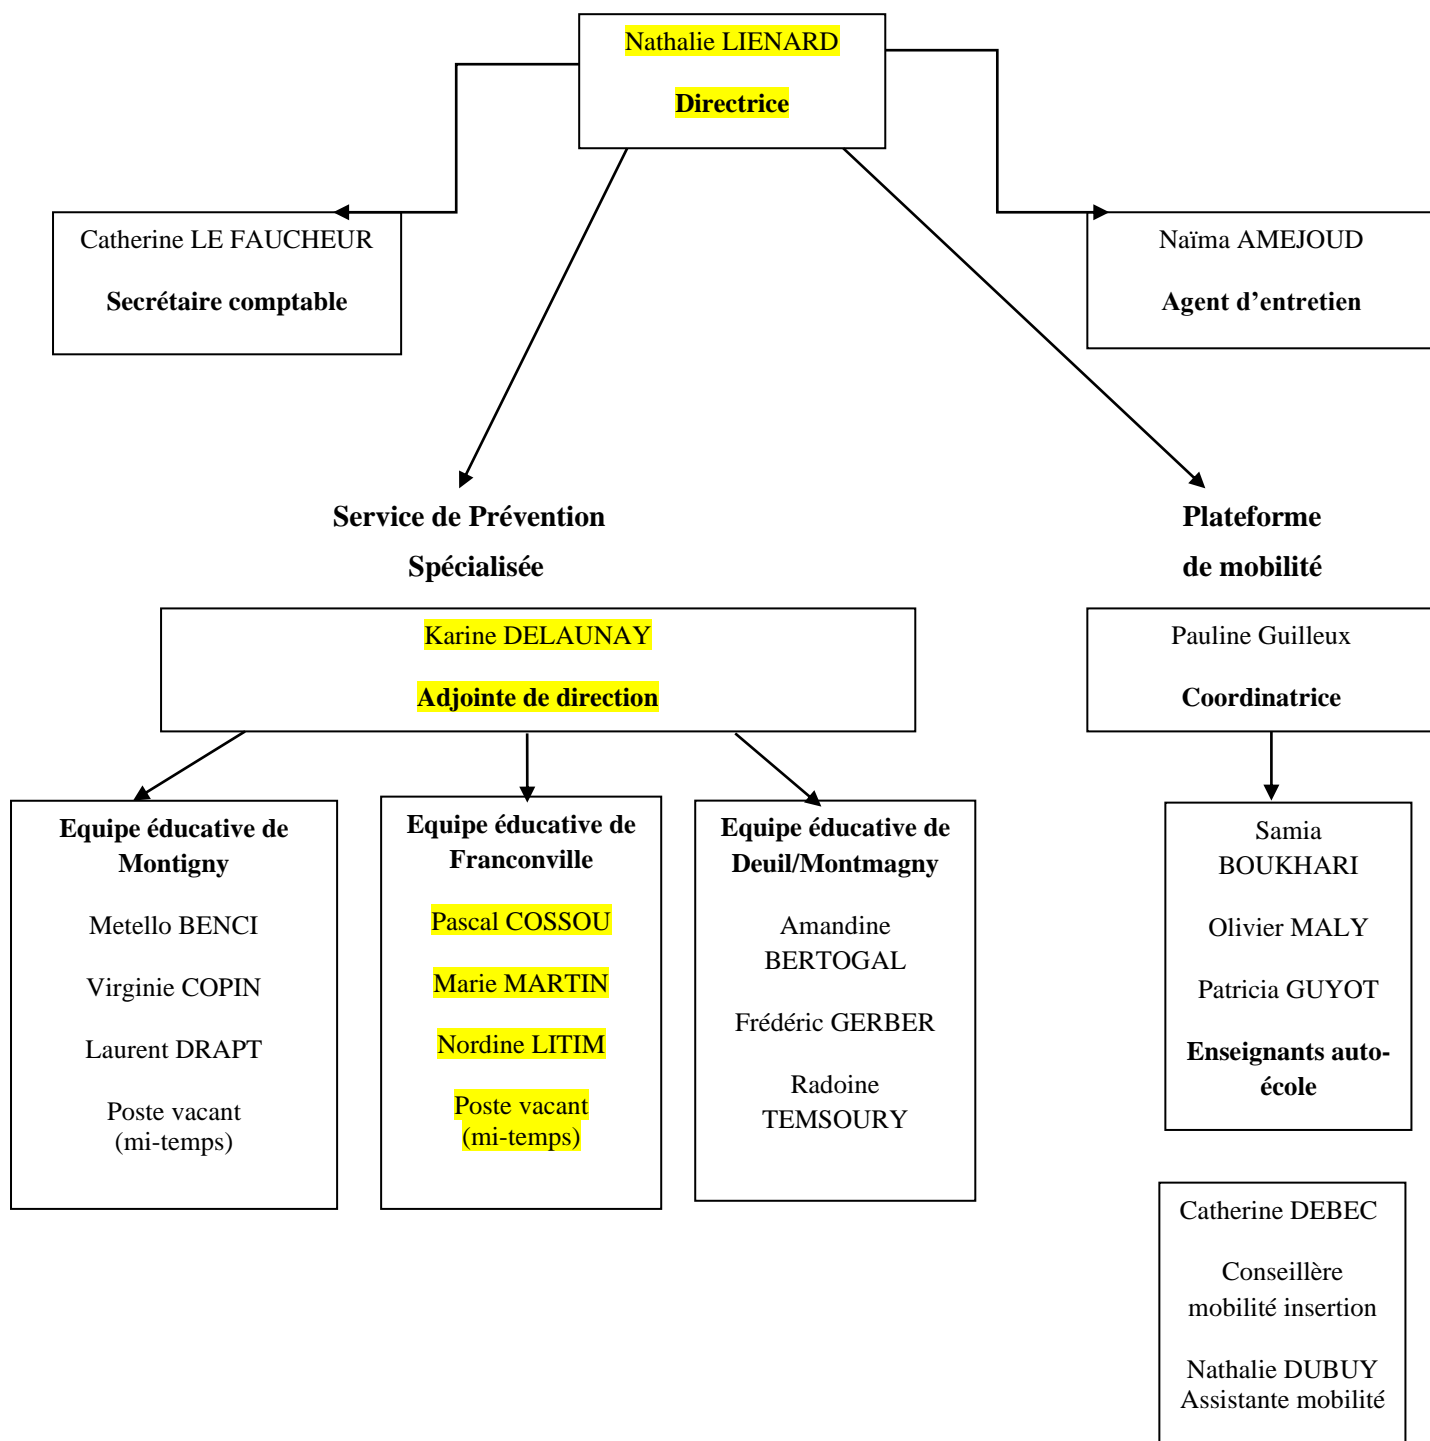 Nathalie LIENARD
Directrice
Catherine LE FAUCHEUR
Secrétaire comptable
Naïma AMEJOUD
Agent d’entretien
Service de Prévention
Spécialisée
Plateforme
de mobilité
Karine DELAUNAY
Adjointe de direction
Pauline Guilleux
Coordinatrice
Equipe éducative de
Montigny
Metello BENCI
Virginie COPIN
Laurent DRAPT
Poste vacant
(mi-temps)
Equipe éducative de
Franconville
Pascal COSSOU
Marie MARTIN
Nordine LITIM
Poste vacant
(mi-temps)
Equipe éducative de
Deuil/Montmagny
Amandine
BERTOGAL
Frédéric GERBER
Radoine
TEMSOURY
Samia
BOUKHARI
Olivier MALY
Patricia GUYOT
Enseignants auto-
école
Catherine DEBEC
Conseillère
mobilité insertion
Nathalie DUBUY
Assistante mobilité